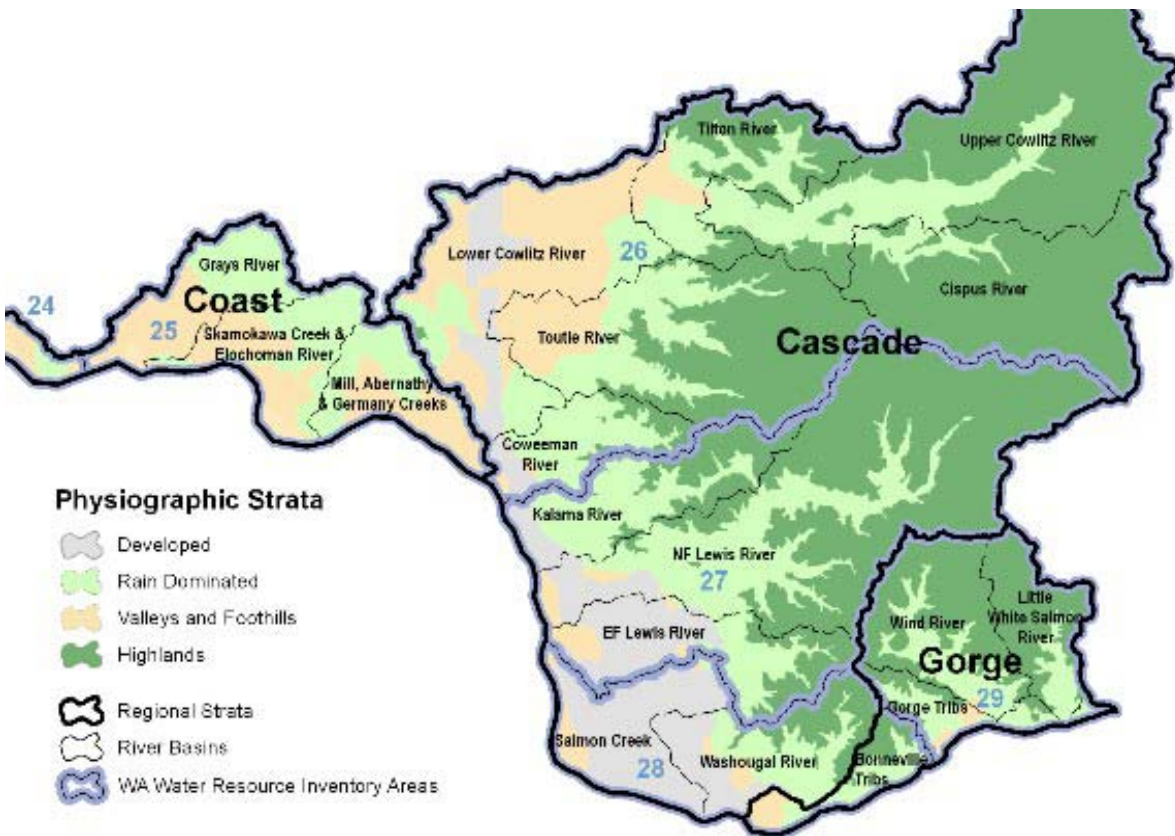 Tilton River
Upper Cowlitz River
Lower Cowlitz River
26
Grays River
Cispus River
24
Coast
25
Toutle River
Skamokawa Creek &
Elochoman River
Cascade
Mill, Abernathy
& Germany Creeks
Coweeman
River
Physiographic Strata
Kalama River
Developed
NF Lewis River
Rain Dominated
27
Little
White Salmon
River
Valleys and Foothills
Wind River
EF Lewis River
Highlands
Gorge
29
Gorge Tribs
Regional Strata
River Basins
Salmon Creek
28
Washougal River
Bonneville
Tribs
WA Water Resource Inventory Areas